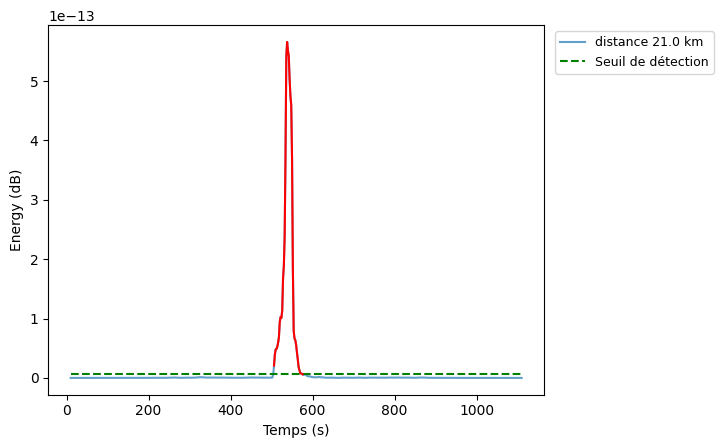 1e−13
distance 21.0 km
Seuil de détection
5
4
3
2
1
0
Energy (dB)
0 200 400 600 800 1000
Temps (s)